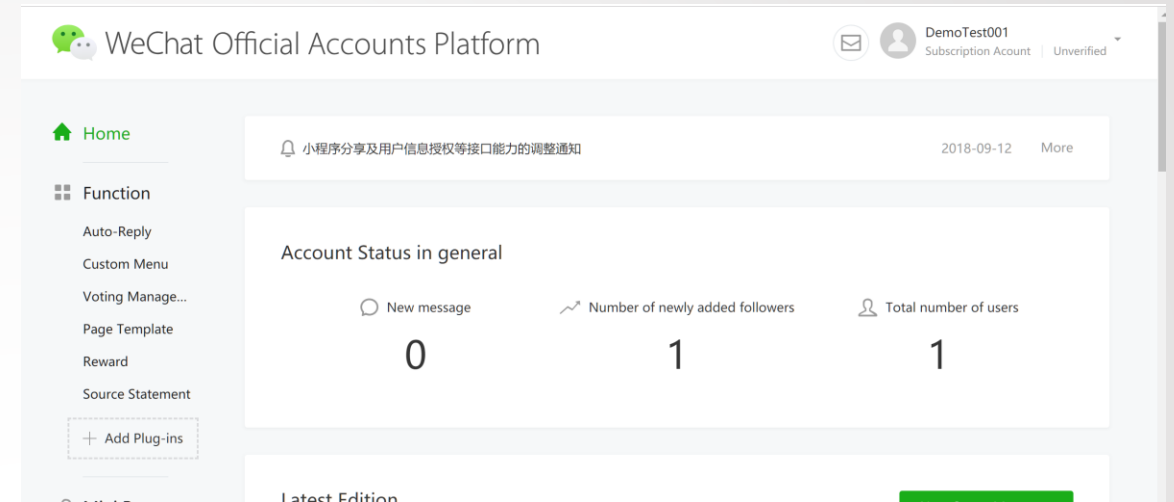 WeChat Official Accounts Platform
DemoTest001
Subscription Acount
Unverified
Home
小程序分享及用户信息授权等接口能力的调整通知
2018-09-12
More
Function
Auto-Reply
Custom Menu
Voting Manage...
Page Template
Reward
Source Statement
Add Plug-ins
Account Status in general
New message
Number of newly added followers
Total number of users
0
1
1
Latest Edition